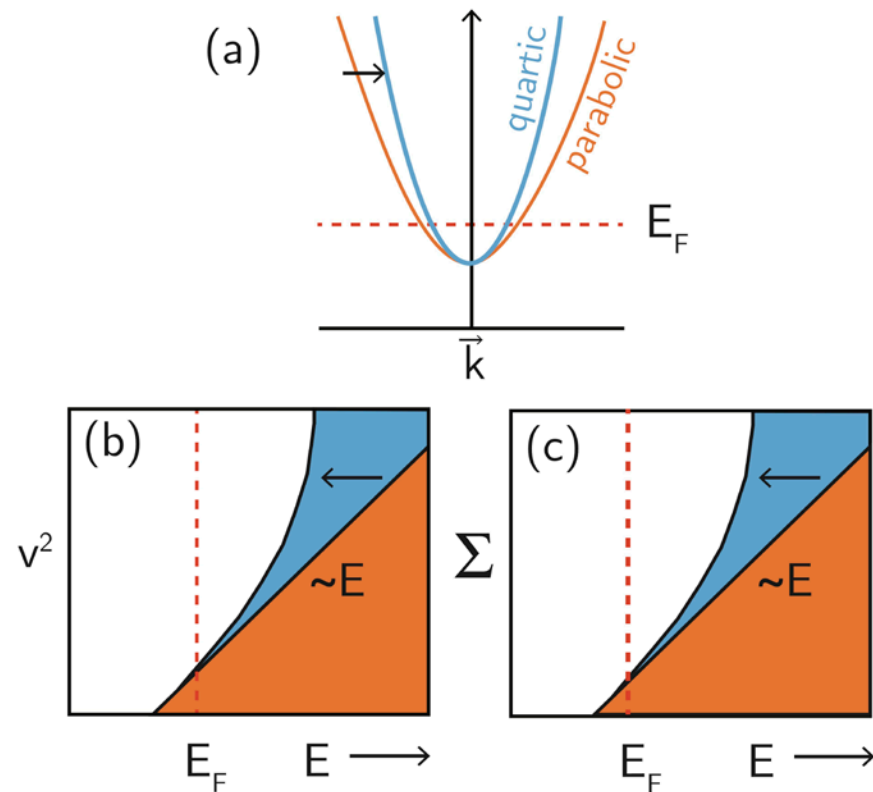 (a)
quartic
parabolic
E_F
k⃗
(b)
v²
~E
E_F E
(c)
Σ
~E
E_F E